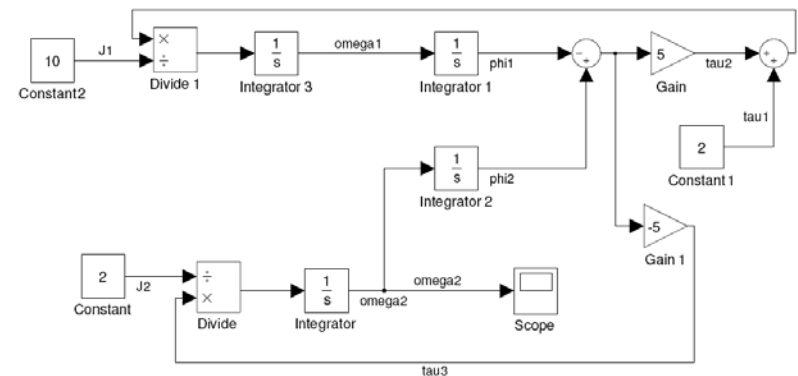 10
J1
Constant2
×
÷
Divide 1
1
s
Integrator 3
omega1
1
s
Integrator 1
phi1
−
+
5
Gain
tau2
+
+
tau1
2
Constant 1
1
s
Integrator 2
phi2
-5
Gain 1
2
Constant
J2
÷
×
Divide
1
s
Integrator
omega2
omega2
Scope
tau3